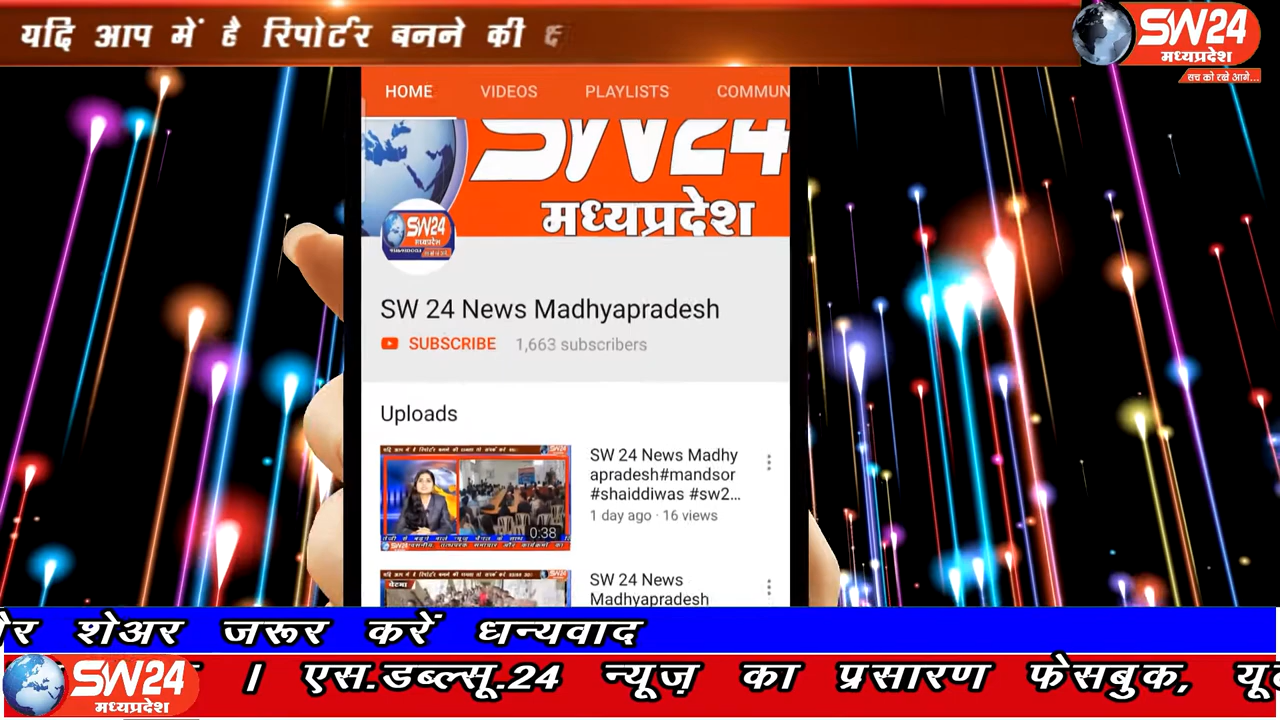 यदि आप में है रिपोर्टर बनने की
SW24
मध्यप्रदेश
सच को रखे आगे...
HOME VIDEOS PLAYLISTS COMMUN
SW24
मध्यप्रदेश
SW24
SW 24 News Madhyapradesh
SUBSCRIBE 1,663 subscribers
Uploads
SW 24 News Madhy
apradesh#mandsor
#shaiddiwas #sw2...
1 day ago · 16 views
0:38
SW 24 News
Madhyapradesh
शेअर जरूर करें धन्यवाद
SW24
मध्यप्रदेश
। एस.डब्ल्सू.24 न्यूज़ का प्रसारण फेसबुक,